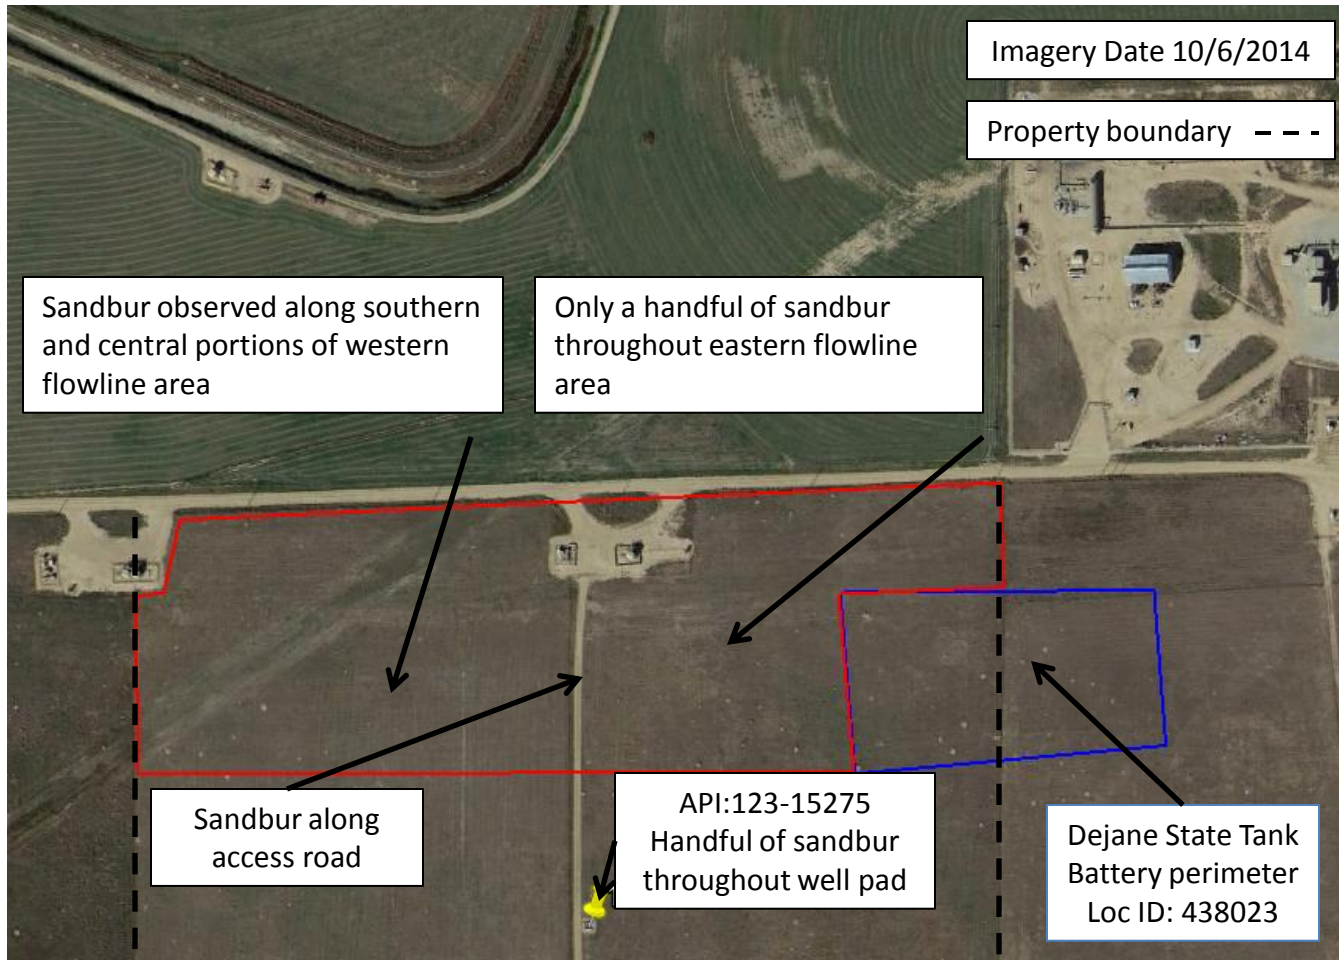 Imagery Date 10/6/2014
Property boundary
Sandbur observed along southern
and central portions of western
flowline area
Only a handful of sandbur
throughout eastern flowline
area
Sandbur along
access road
API:123-15275
Handful of sandbur
throughout well pad
Dejane State Tank
Battery perimeter
Loc ID: 438023